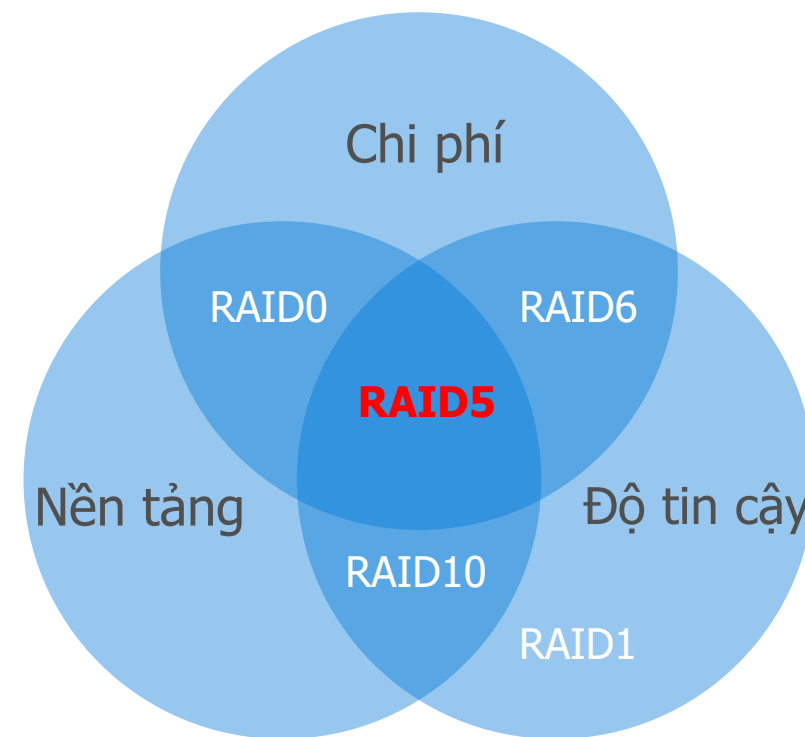 Chi phí
RAID0
RAID6
RAID5
Nền tảng
Độ tin cậy
RAID10
RAID1